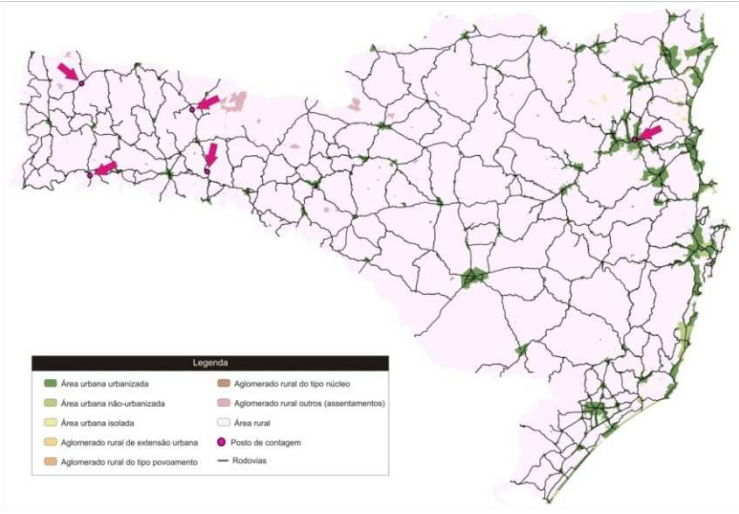 Legenda
Área urbana urbanizada
Área urbana não-urbanizada
Área urbana isolada
Aglomerado rural de extensão urbana
Aglomerado rural do tipo povoamento
Aglomerado rural do tipo núcleo
Aglomerado rural outros (assentamentos)
Área rural
Posto de contagem
Rodovias